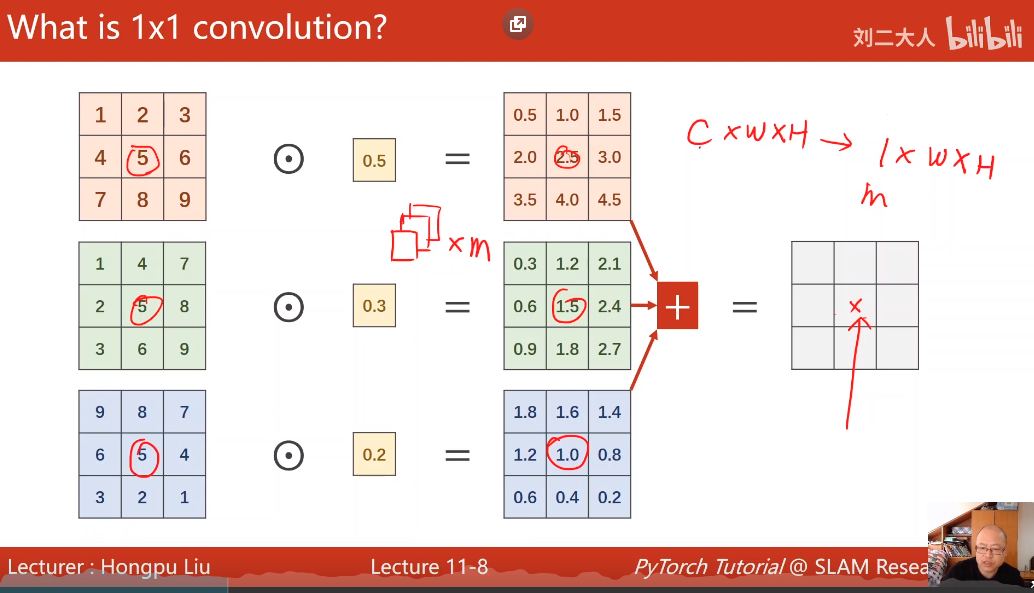 What is 1x1 convolution?
刘二大人 bilibili
1 2 3
4 5 6
7 8 9
⊙ 0.5 =
0.5 1.0 1.5
2.0 2.5 3.0
3.5 4.0 4.5
C × W × H → 1 × W × H
m
× m
1 4 7
2 5 8
3 6 9
⊙ 0.3 =
0.3 1.2 2.1
0.6 1.5 2.4
0.9 1.8 2.7
+ =
×
9 8 7
6 5 4
3 2 1
⊙ 0.2 =
1.8 1.6 1.4
1.2 1.0 0.8
0.6 0.4 0.2
Lecturer : Hongpu Liu
Lecture 11-8
PyTorch Tutorial @ SLAM Resea